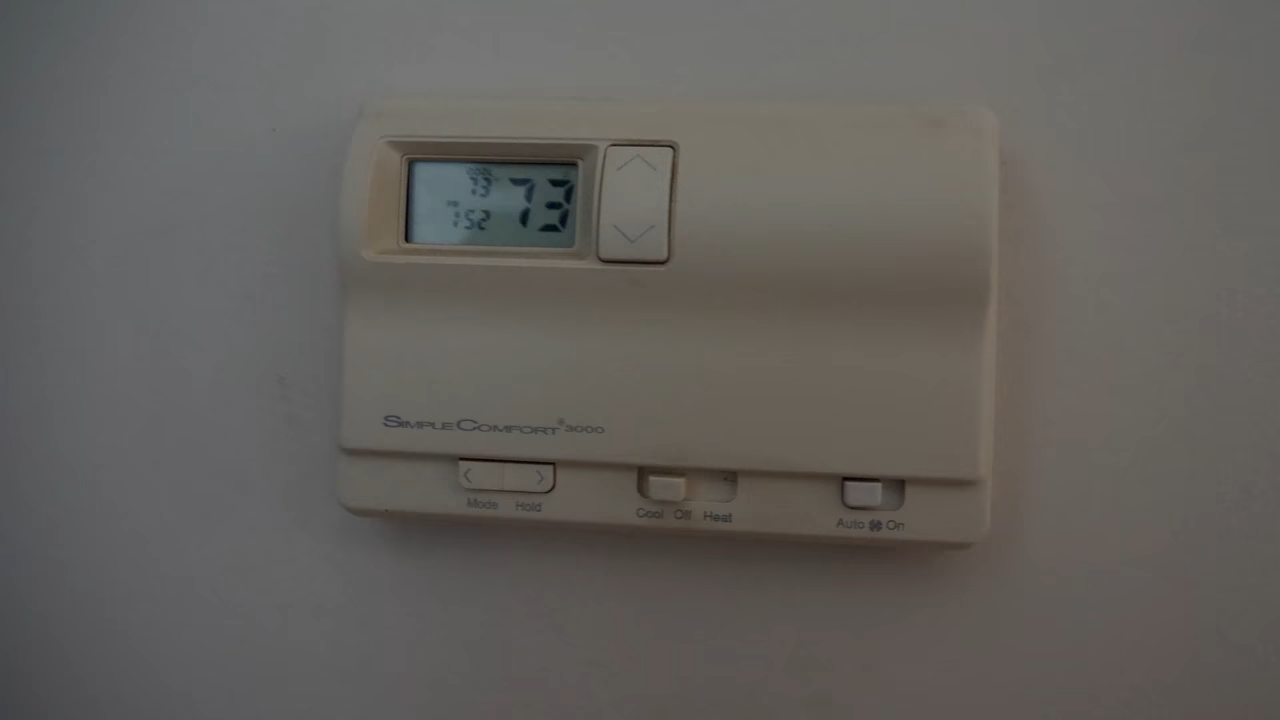 73
73
7:52
SIMPLECOMFORT® 3000
Mode Hold
Cool Off Heat
Auto On